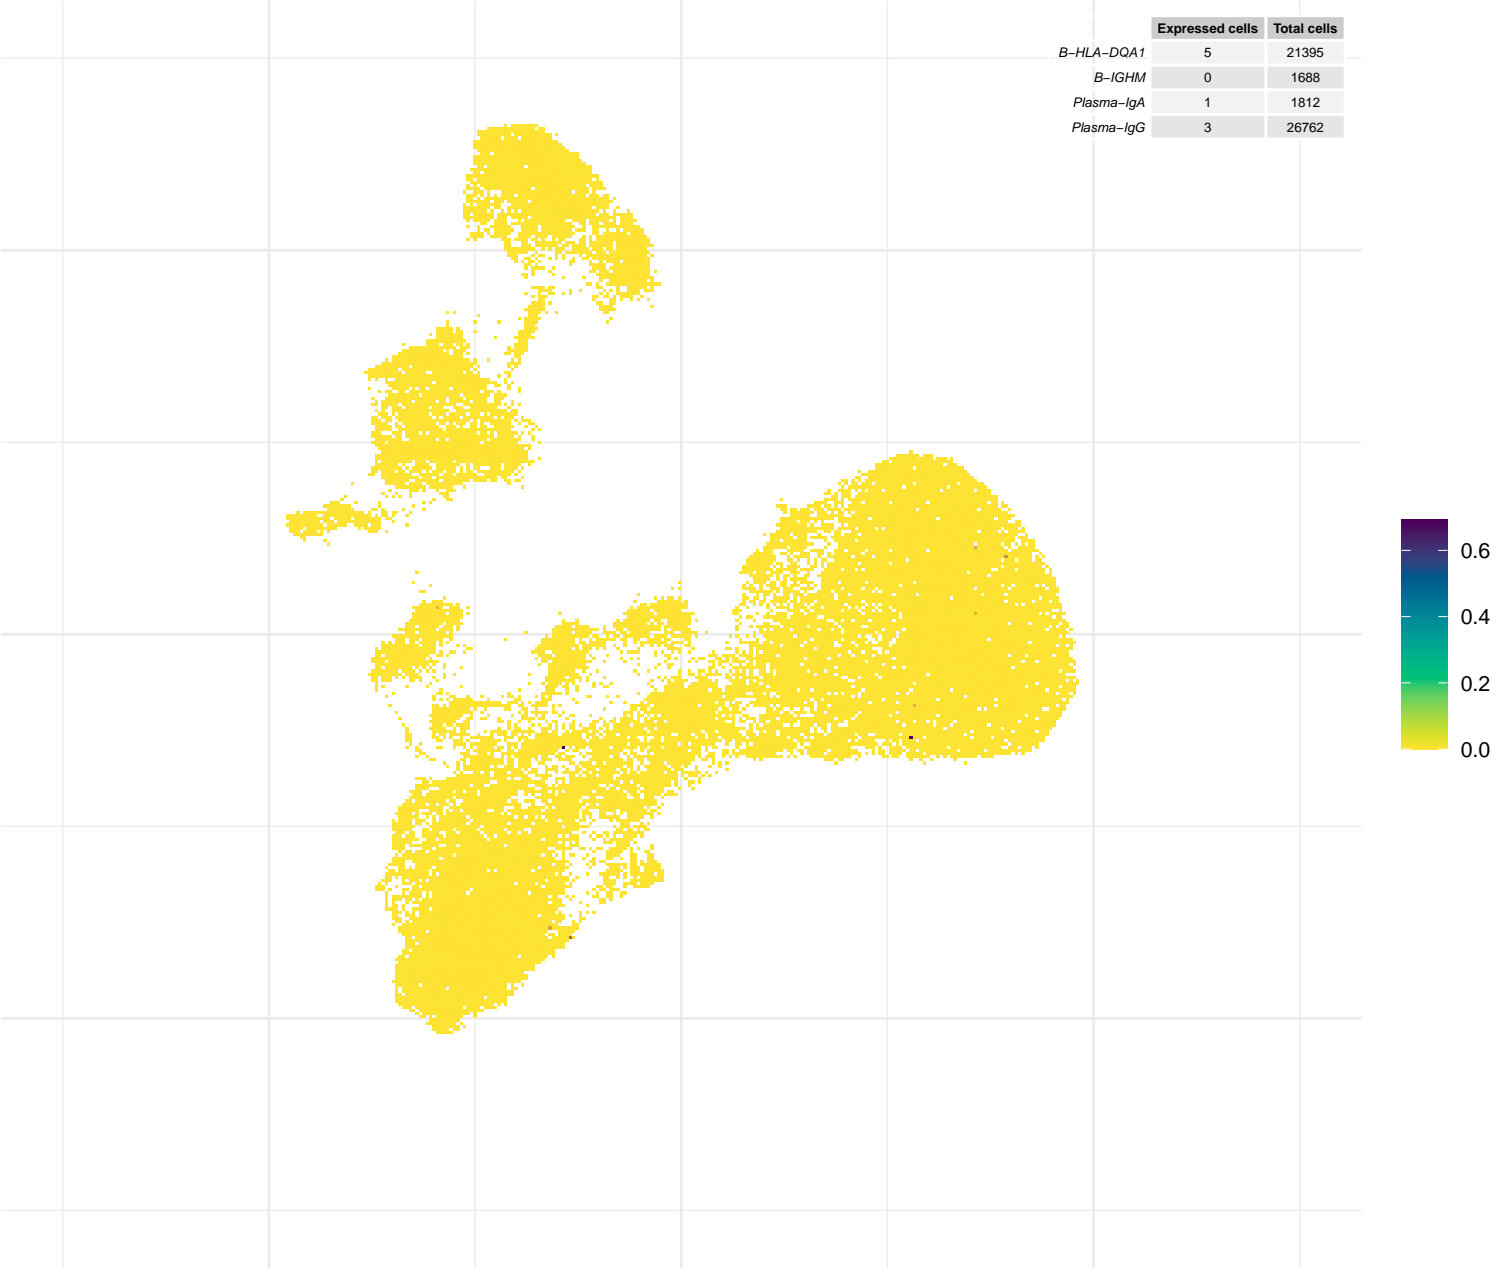 Expressed cells Total cells
B−HLA−DQA1 5 21395
B−IGHM 0 1688
Plasma−IgA 1 1812
Plasma−IgG 3 26762
0.6
0.4
0.2
0.0